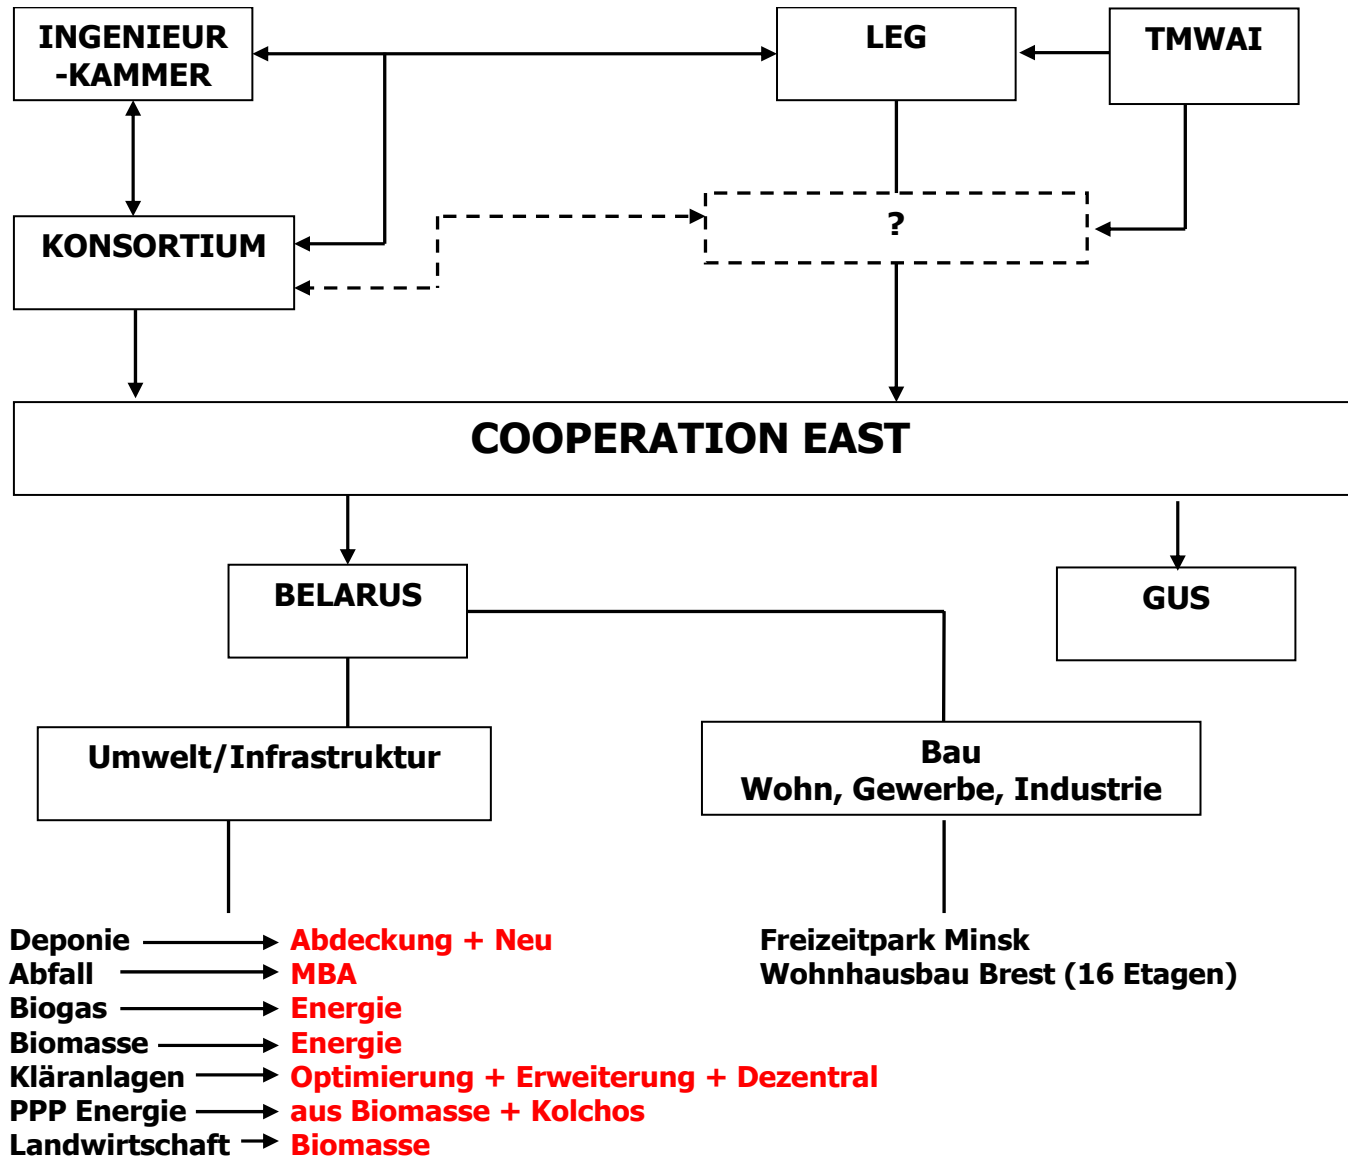 INGENIEUR
-KAMMER
LEG
TMWAI
KONSORTIUM
?
COOPERATION EAST
BELARUS
GUS
Umwelt/Infrastruktur
Bau
Wohn, Gewerbe, Industrie
Deponie Abdeckung + Neu
Abfall MBA
Biogas Energie
Biomasse Energie
Kläranlagen Optimierung + Erweiterung + Dezentral
PPP Energie aus Biomasse + Kolchos
Landwirtschaft Biomasse
Freizeitpark Minsk
Wohnhausbau Brest (16 Etagen)